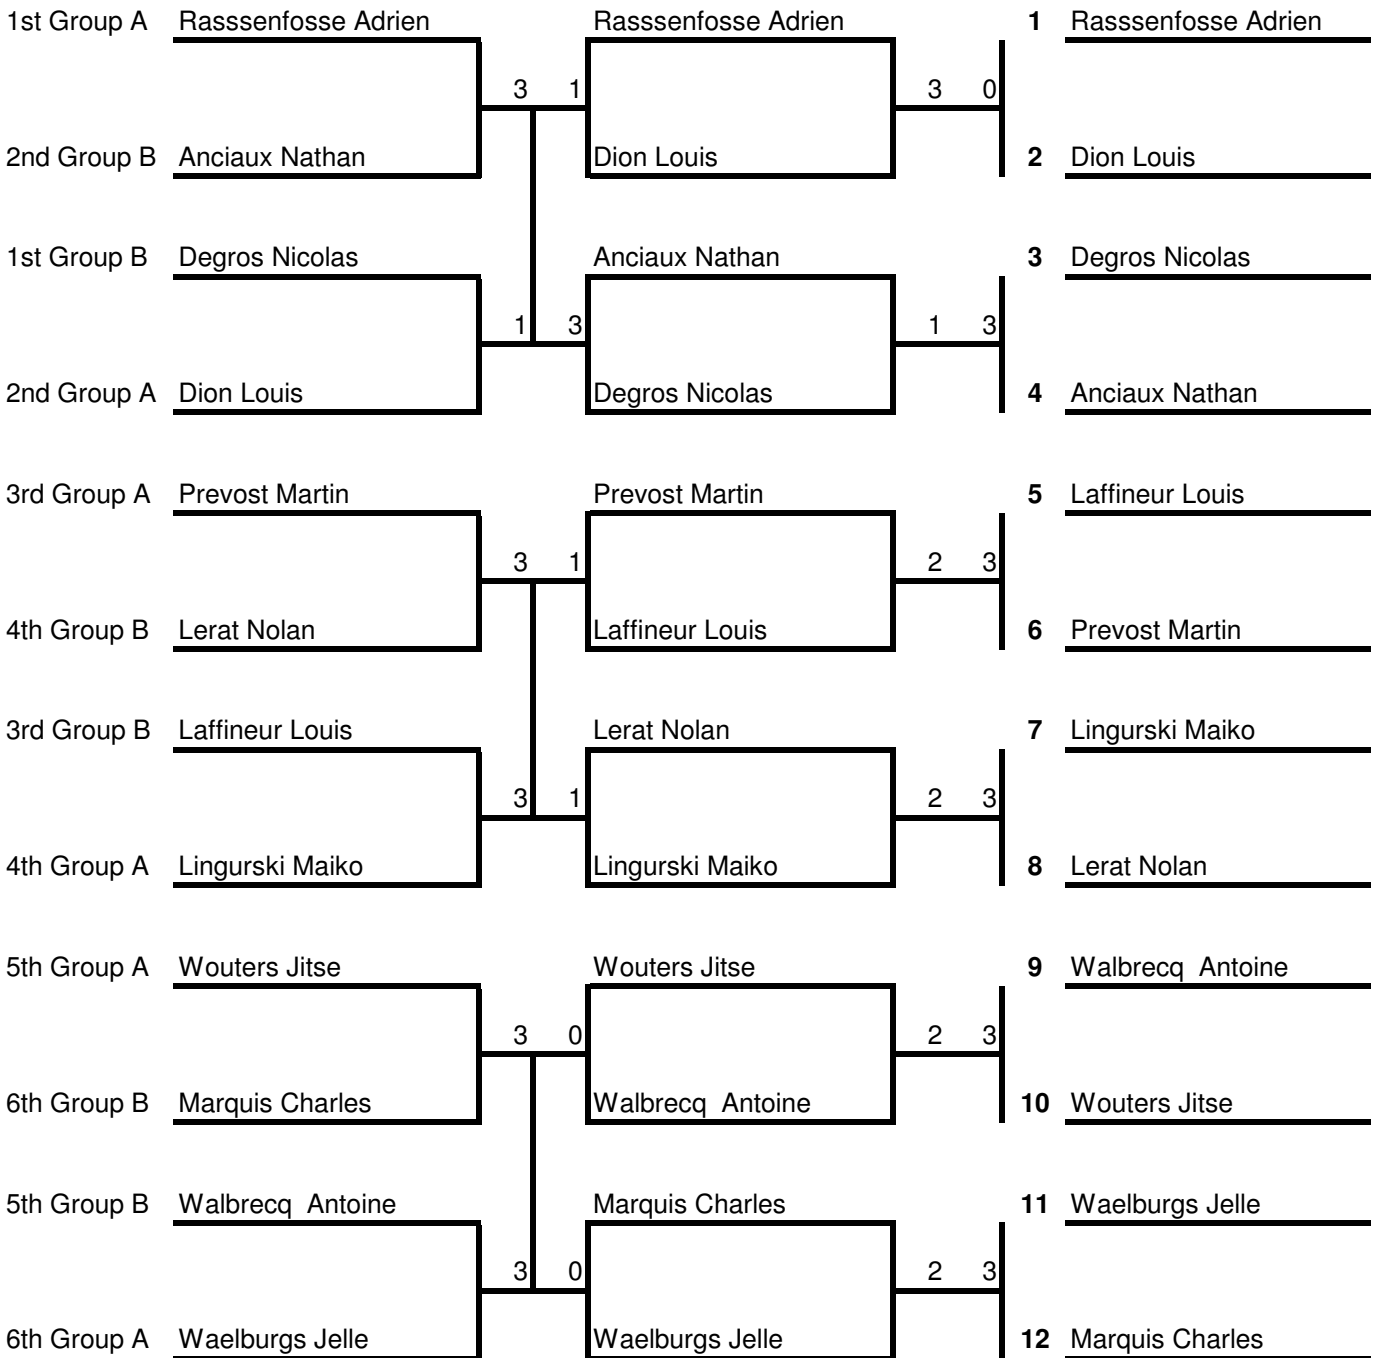 1st Group A Rasssenfosse Adrien Rasssenfosse Adrien 1 Rasssenfosse Adrien
3 1 3 0
2nd Group B Anciaux Nathan Dion Louis 2 Dion Louis
1st Group B Degros Nicolas Anciaux Nathan 3 Degros Nicolas
1 3 1 3
2nd Group A Dion Louis Degros Nicolas 4 Anciaux Nathan
3rd Group A Prevost Martin Prevost Martin 5 Laffineur Louis
3 1 2 3
4th Group B Lerat Nolan Laffineur Louis 6 Prevost Martin
3rd Group B Laffineur Louis Lerat Nolan 7 Lingurski Maiko
3 1 2 3
4th Group A Lingurski Maiko Lingurski Maiko 8 Lerat Nolan
5th Group A Wouters Jitse Wouters Jitse 9 Walbrecq  Antoine
3 0 2 3
6th Group B Marquis Charles Walbrecq  Antoine 10 Wouters Jitse
5th Group B Walbrecq  Antoine Marquis Charles 11 Waelburgs Jelle
3 0 2 3
6th Group A Waelburgs Jelle Waelburgs Jelle 12 Marquis Charles